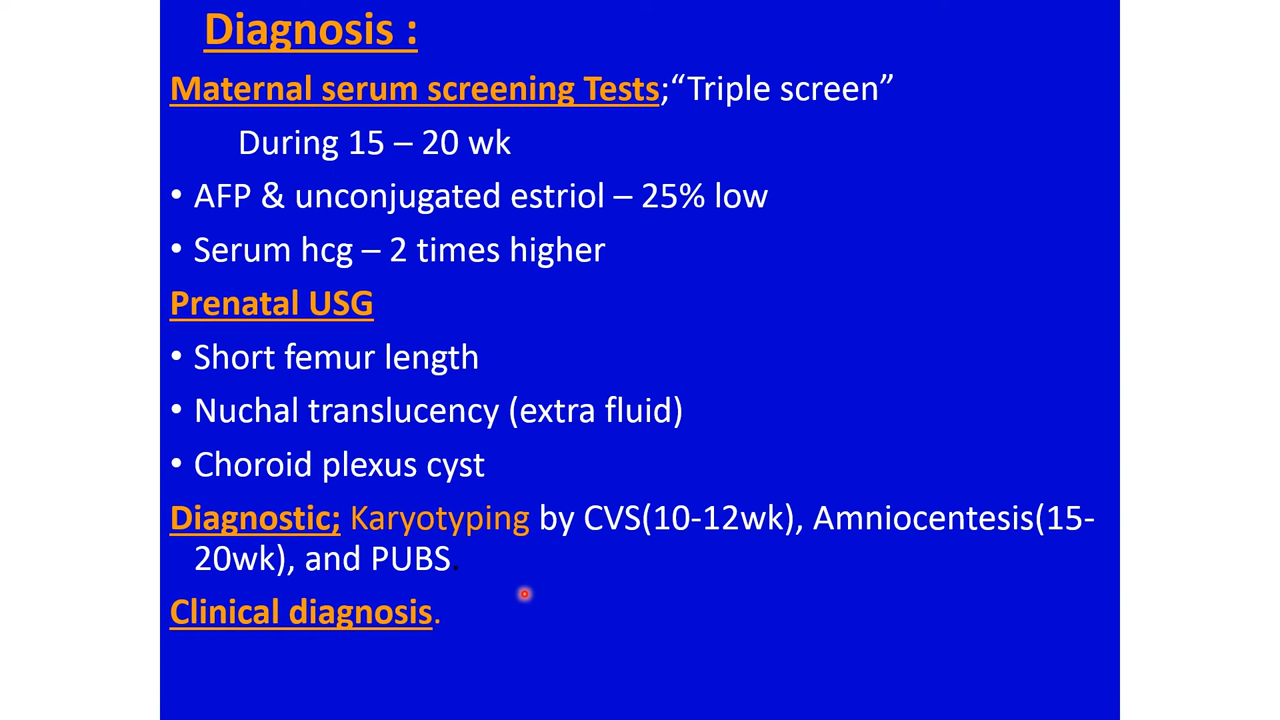 Diagnosis :
Maternal serum screening Tests;“Triple screen”
During 15 – 20 wk
• AFP & unconjugated estriol – 25% low
• Serum hcg – 2 times higher
Prenatal USG
• Short femur length
• Nuchal translucency (extra fluid)
• Choroid plexus cyst
Diagnostic; Karyotyping by CVS(10-12wk), Amniocentesis(15-
20wk), and PUBS.
Clinical diagnosis.